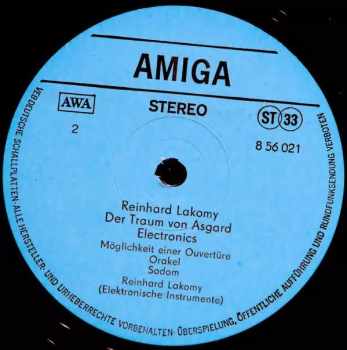 AMIGA
AWA
STEREO
ST 33
2
8 56 021
Reinhard Lakomy
Der Traum von Asgard
Electronics
Möglichkeit einer Ouvertüre
Orakel
Sodom
Reinhard Lakomy
(Elektronische Instrumente)
VEB DEUTSCHE SCHALLPLATTEN·ALLE HERSTELLER- UND URHEBERRECHTE VORBEHALTEN·ÜBERSPIELUNG, ÖFFENTLICHE AUFFÜHRUNG UND RUNDFUNKSENDUNG VERBOTEN